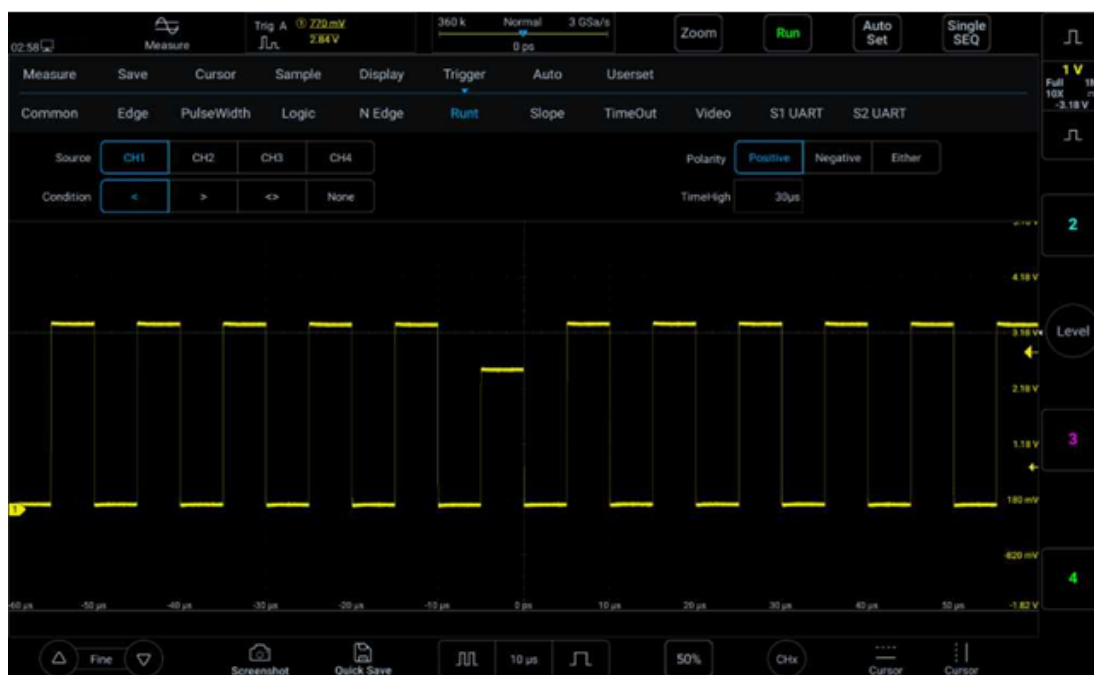 Trig A ① 770 mV 360 k Normal 3 GSa/s
02:58 Measure 2.84 V 0 ps Zoom Run Auto Set Single SEQ
Measure Save Cursor Sample Display Trigger Auto Userset
1 V
Full
10X
-3.18 V
Common Edge PulseWidth Logic N Edge Runt Slope TimeOut Video S1 UART S2 UART
Source CH1 CH2 CH3 CH4 Polarity Positive Negative Either
Condition < > <> None TimeHigh 30μs
2
4.18 V
3.18 V Level
2.18 V
3
1.18 V
180 mV
1
-820 mV
4
-60 μs -50 μs -40 μs -30 μs -20 μs -10 μs 0 ps 10 μs 20 μs 30 μs 40 μs 50 μs -1.82 V
Fine Screenshot Quick Save 10 μs 50% CHx Cursor Cursor